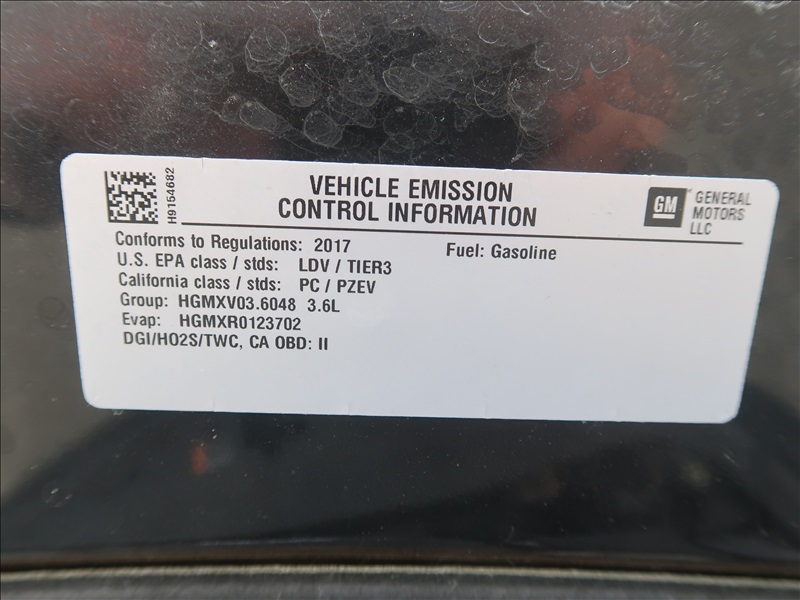 H9154682
VEHICLE EMISSION
CONTROL INFORMATION
GM
GENERAL
MOTORS
LLC
Conforms to Regulations: 2017
Fuel: Gasoline
U.S. EPA class / stds: LDV / TIER3
California class / stds: PC / PZEV
Group: HGMXV03.6048 3.6L
Evap: HGMXR0123702
DGI/HO2S/TWC, CA OBD: II